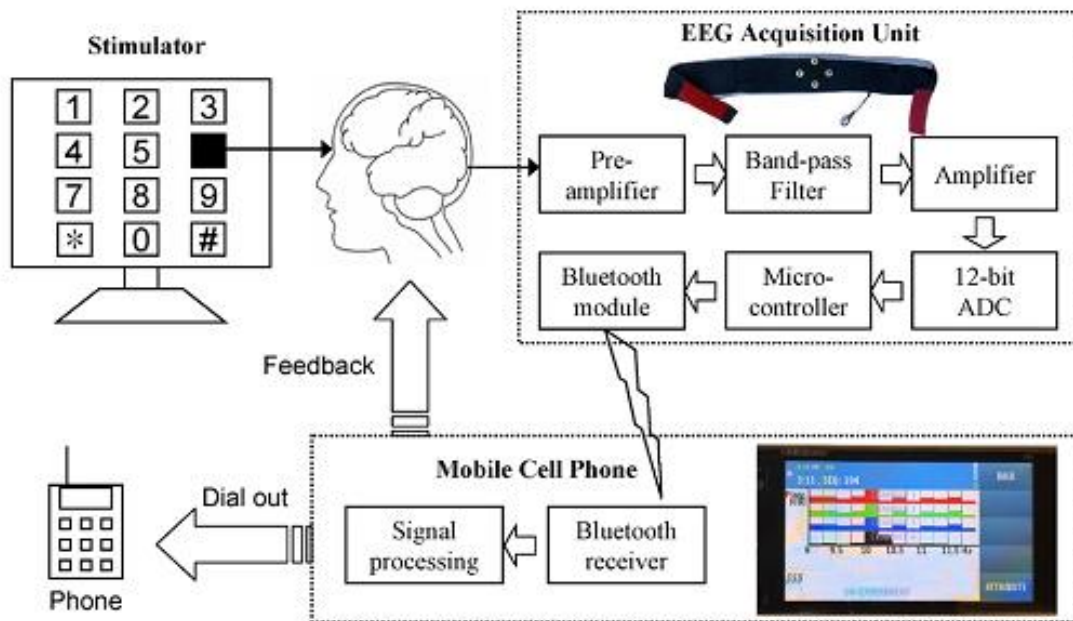 Stimulator
1 2 3
4 5
7 8 9
* 0 #
EEG Acquisition Unit
Pre-
amplifier
Band-pass
Filter
Amplifier
12-bit
ADC
Micro-
controller
Bluetooth
module
Feedback
Mobile Cell Phone
Bluetooth
receiver
Signal
processing
Dial out
Phone